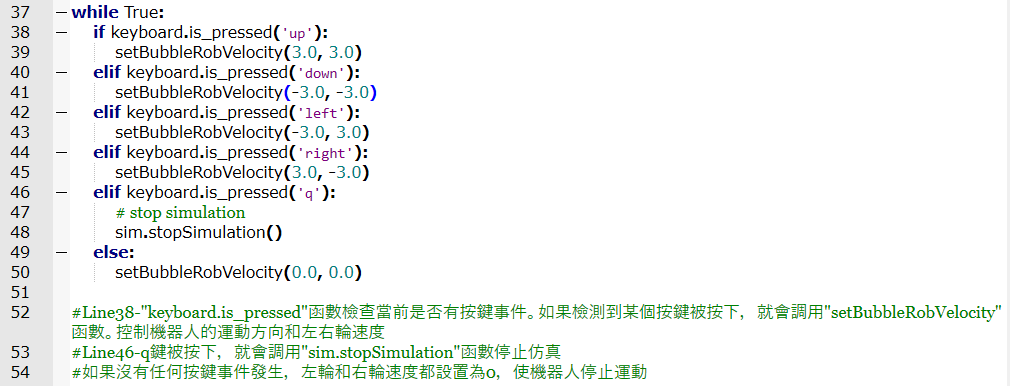 37 while True:
38 if keyboard.is_pressed('up'):
39 setBubbleRobVelocity(3.0, 3.0)
40 elif keyboard.is_pressed('down'):
41 setBubbleRobVelocity(-3.0, -3.0)
42 elif keyboard.is_pressed('left'):
43 setBubbleRobVelocity(-3.0, 3.0)
44 elif keyboard.is_pressed('right'):
45 setBubbleRobVelocity(3.0, -3.0)
46 elif keyboard.is_pressed('q'):
47 # stop simulation
48 sim.stopSimulation()
49 else:
50 setBubbleRobVelocity(0.0, 0.0)
51
52 #Line38-"keyboard.is_pressed"函數檢查當前是否有按鍵事件。如果檢測到某個按鍵被按下，就會調用"setBubbleRobVelocity"
函數。控制機器人的運動方向和左右輪速度
53 #Line46-q鍵被按下，就會調用"sim.stopSimulation"函數停止仿真
54 #如果沒有任何按鍵事件發生，左輪和右輪速度都設置為0，使機器人停止運動